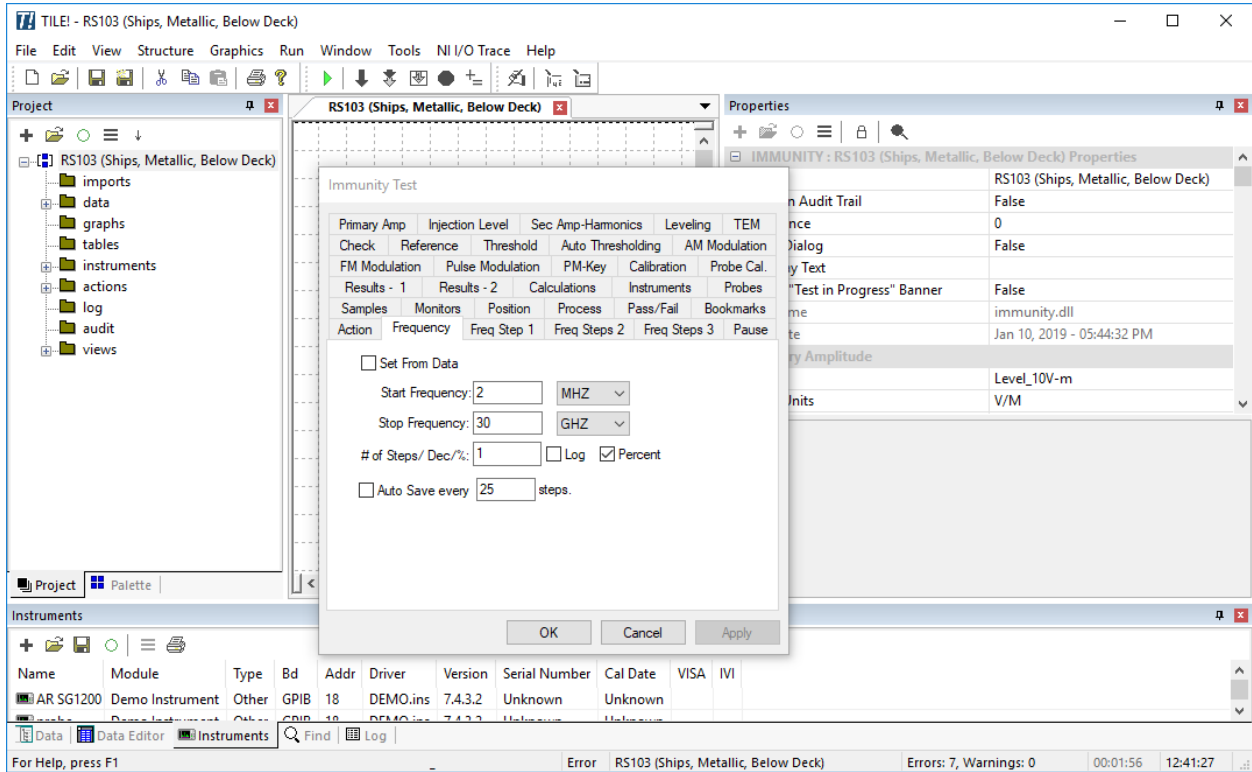 TILE! - RS103 (Ships, Metallic, Below Deck)
File Edit View Structure Graphics Run Window Tools NI I/O Trace Help
Project
RS103 (Ships, Metallic, Below Deck)
imports
data
graphs
tables
instruments
actions
log
audit
views
Project Palette
RS103 (Ships, Metallic, Below Deck)
Immunity Test
Primary Amp Injection Level Sec Amp-Harmonics Leveling TEM
Check Reference Threshold Auto Thresholding AM Modulation
FM Modulation Pulse Modulation PM-Key Calibration Probe Cal.
Results - 1 Results - 2 Calculations Instruments Probes
Samples Monitors Position Process Pass/Fail Bookmarks
Action Frequency Freq Step 1 Freq Steps 2 Freq Steps 3 Pause
Set From Data
Start Frequency: 2 MHZ
Stop Frequency: 30 GHZ
# of Steps/ Dec/%: 1 Log Percent
Auto Save every 25 steps.
OK Cancel Apply
Properties
IMMUNITY : RS103 (Ships, Metallic, Below Deck) Properties
RS103 (Ships, Metallic, Below Deck)
n Audit Trail False
nce 0
Dialog False
y Text
"Test in Progress" Banner False
me immunity.dll
te Jan 10, 2019 - 05:44:32 PM
ry Amplitude
Level_10V-m
Units V/M
Instruments
Name Module Type Bd Addr Driver Version Serial Number Cal Date VISA IVI
AR SG1200 Demo Instrument Other GPIB 18 DEMO.ins 7.4.3.2 Unknown Unknown
Data Data Editor Instruments Find Log
For Help, press F1 Error RS103 (Ships, Metallic, Below Deck) Errors: 7, Warnings: 0 00:01:56 12:41:27